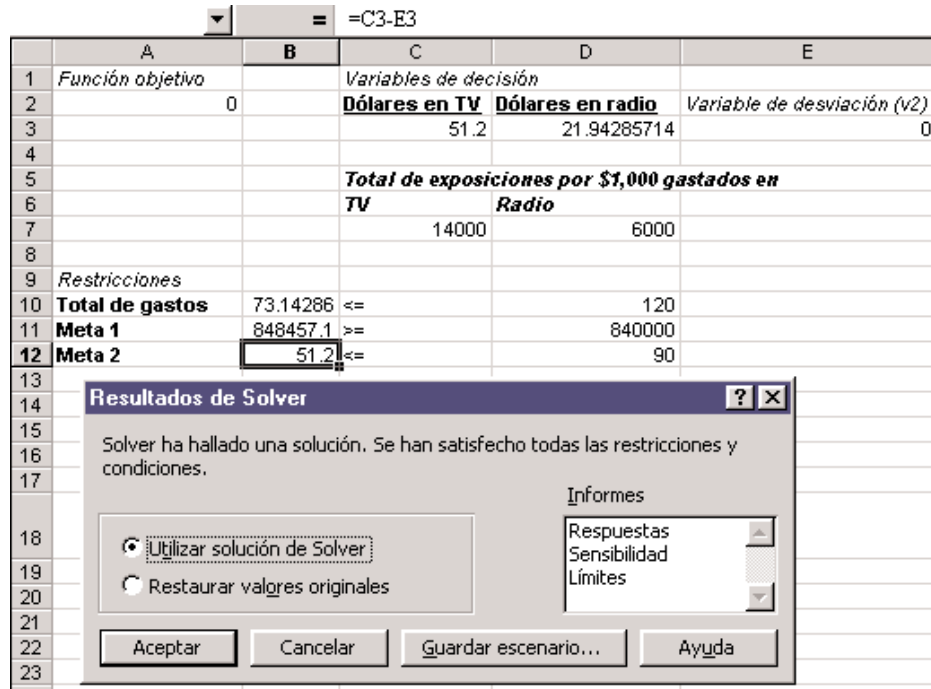 = =C3-E3
A B C D E
1 Función objetivo Variables de decisión
2 0 Dólares en TV Dólares en radio Variable de desviación (v2)
3 51.2 21.94285714 0
4
5 Total de exposiciones por $1,000 gastados en
6 TV Radio
7 14000 6000
8
9 Restricciones
10 Total de gastos 73.14286 <= 120
11 Meta 1 848457.1 >= 840000
12 Meta 2 51.2 <= 90
13
14 Resultados de Solver ? X
15
16
17
18
19
20
21
22
23
Solver ha hallado una solución. Se han satisfecho todas las restricciones y
condiciones.
Informes
Utilizar solución de Solver
Restaurar valores originales
Respuestas
Sensibilidad
Límites
Aceptar Cancelar Guardar escenario... Ayuda